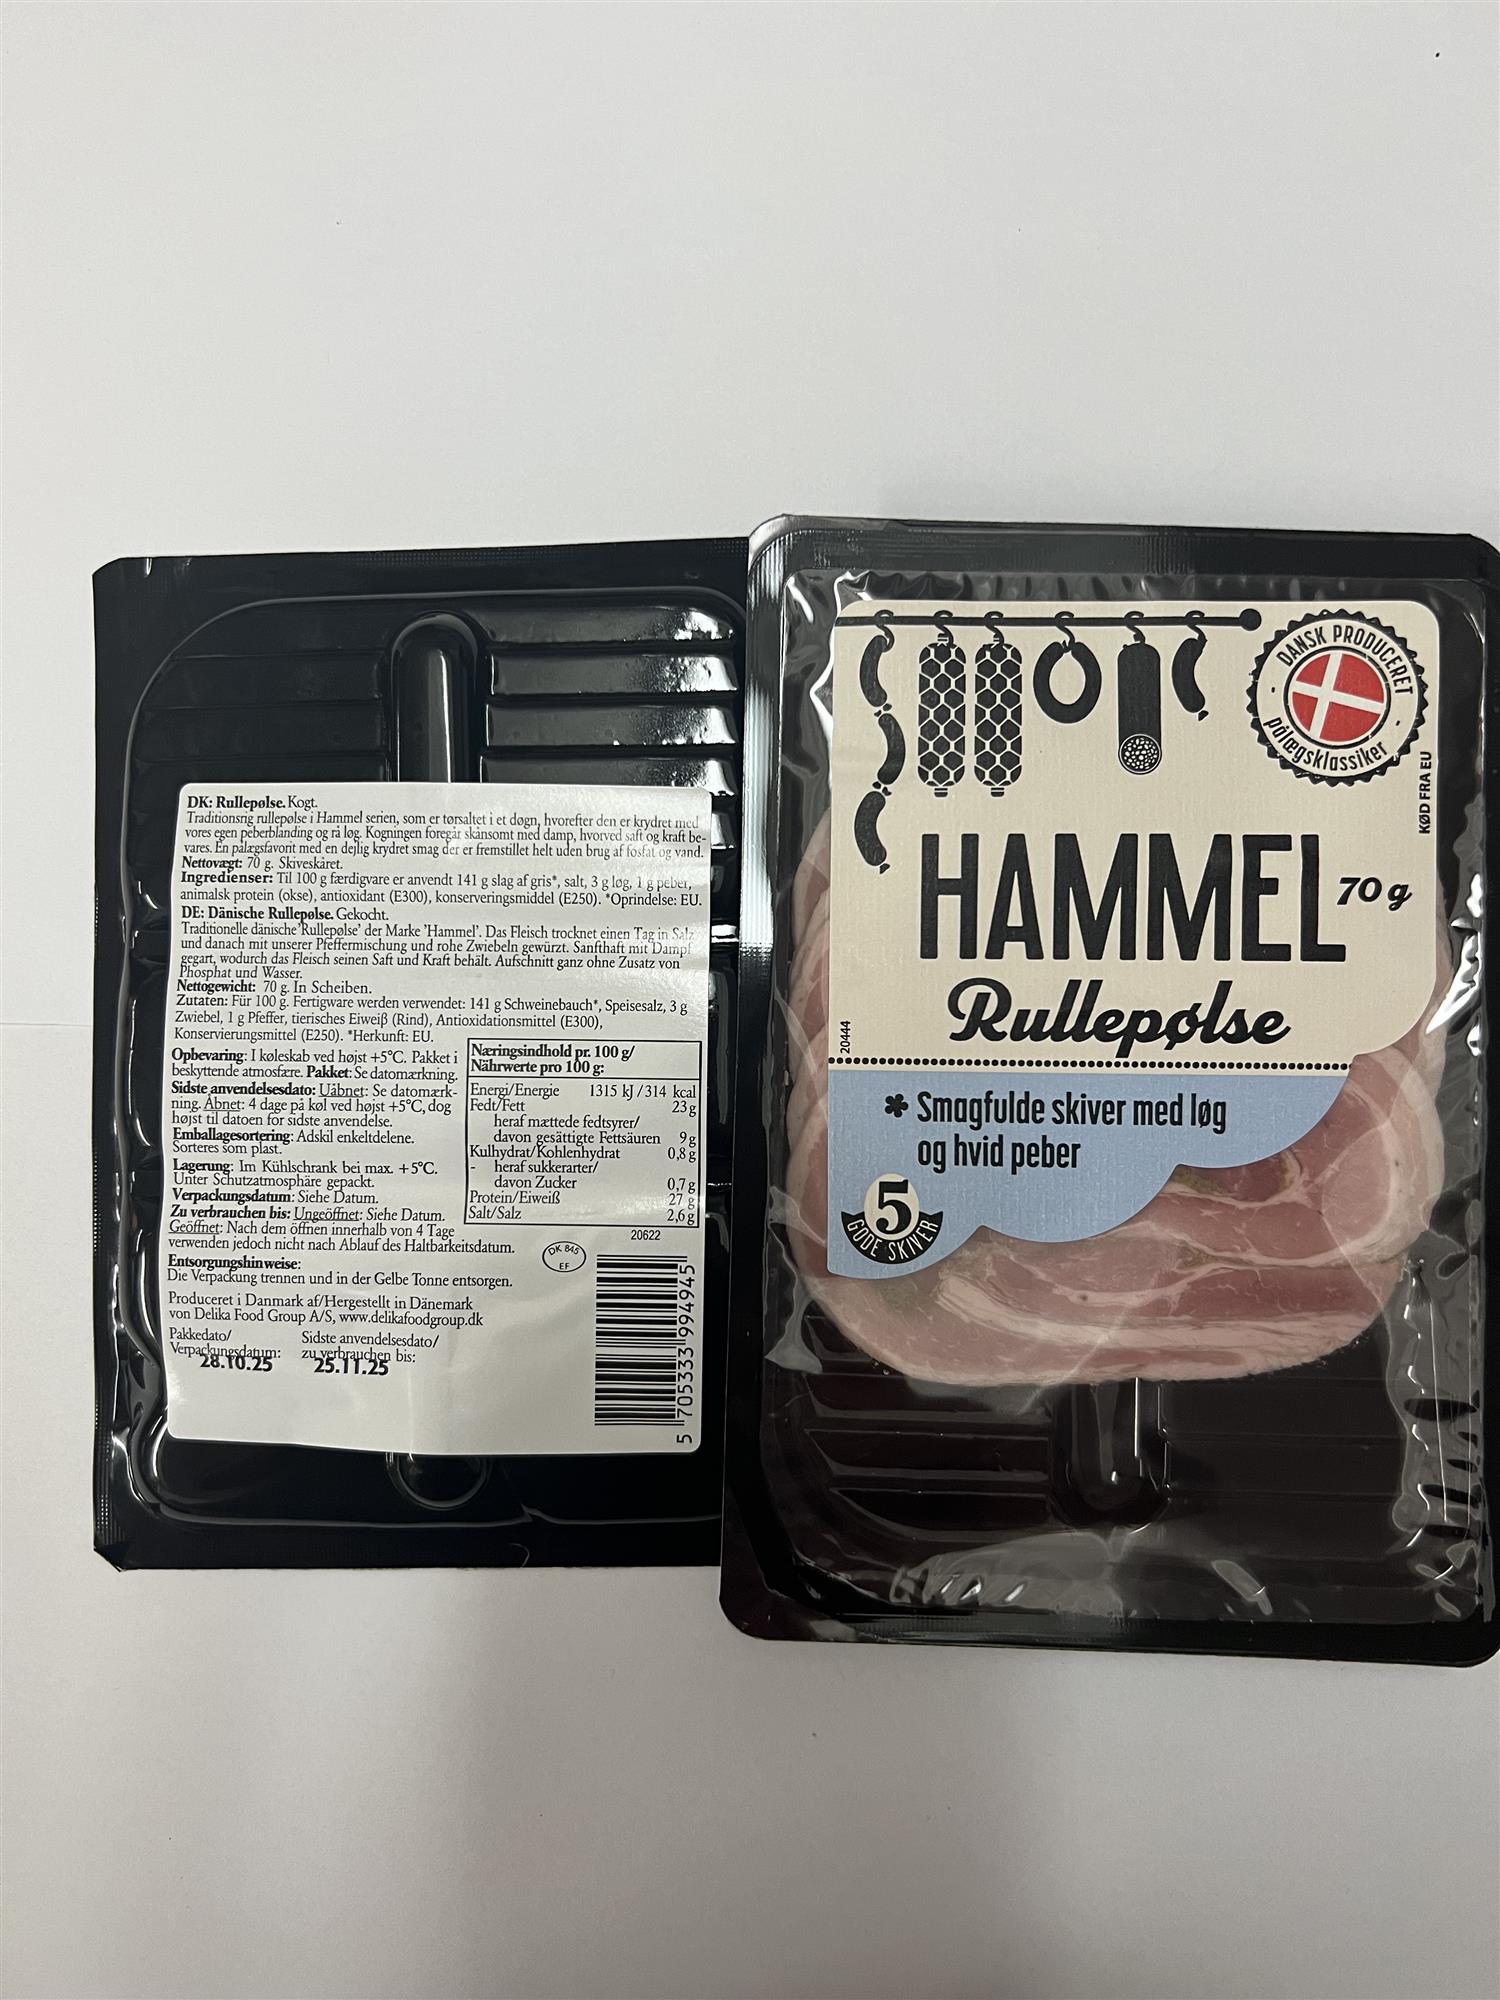 DK: Rullepølse. Kogt.
Traditionsrig rullepølse i Hammel serien, som er tørsaltet i et døgn, hvorefter den er krydret med
vores egen peberblanding og rå løg. Kogningen foregår skånsomt med damp, hvorved saft og kraft be-
vares. En pålægsfavorit med en dejlig krydret smag der er fremstillet helt uden brug af fosfat og vand.
Nettovægt: 70 g. Skiveskåret.
Ingredienser: Til 100 g færdigvare er anvendt 141 g slag af gris*, salt, 3 g løg, 1 g peber,
animalsk protein (okse), antioxidant (E300), konserveringsmiddel (E250). *Oprindelse: EU.
DE: Dänische Rullepølse. Gekocht.
Traditionelle dänische 'Rullepølse' der Marke 'Hammel'. Das Fleisch trocknet einen Tag in Salz
und danach mit unserer Pfeffermischung und rohe Zwiebeln gewürzt. Sanfthaft mit Dampf
gegart, wodurch das Fleisch seinen Saft und Kraft behält. Aufschnitt ganz ohne Zusatz von
Phosphat und Wasser.
Nettogewicht: 70 g. In Scheiben.
Zutaten: Für 100 g. Fertigware werden verwendet: 141 g Schweinebauch*, Speisesalz, 3 g
Zwiebel, 1 g Pfeffer, tierisches Eiweiß (Rind), Antioxidationsmittel (E300),
Konservierungsmittel (E250). *Herkunft: EU.
Opbevaring: I køleskab ved højst +5°C. Pakket i
beskyttende atmosfære. Pakket: Se datomærkning.
Sidste anvendelsesdato: Uåbnet: Se datomærk-
ning. Åbnet: 4 dage på køl ved højst +5°C, dog
højst til datoen for sidste anvendelse.
Emballagesortering: Adskil enkeltdelene.
Sorteres som plast.
Lagerung: Im Kühlschrank bei max. +5°C.
Unter Schutzatmosphäre gepackt.
Verpackungsdatum: Siehe Datum.
Zu verbrauchen bis: Ungeöffnet: Siehe Datum.
Geöffnet: Nach dem öffnen innerhalb von 4 Tage
verwenden jedoch nicht nach Ablauf des Haltbarkeitsdatum.
Entsorgungshinweise:
Die Verpackung trennen und in der Gelbe Tonne entsorgen.
Produceret i Danmark af/Hergestellt in Dänemark
von Delika Food Group A/S, www.delikafoodgroup.dk
Pakkedato/
Verpackungsdatum:
28.10.25
Sidste anvendelsesdato/
zu verbrauchen bis:
25.11.25
Næringsindhold pr. 100 g/
Nährwerte pro 100 g:
Energi/Energie 1315 kJ / 314 kcal
Fedt/Fett 23 g
heraf mættede fedtsyrer/
davon gesättigte Fettsäuren 9 g
Kulhydrat/Kohlenhydrat 0,8 g
- heraf sukkerarter/
davon Zucker 0,7 g
Protein/Eiweiß 27 g
Salt/Salz 2,6 g
20622
DK 845
EF
5 705333 994945
DANSK PRODUCERET
pålægsklassiker
KØD FRA EU
HAMMEL
70 g
Rullepølse
20444
* Smagfulde skiver med løg
og hvid peber
5
GODE SKIVER